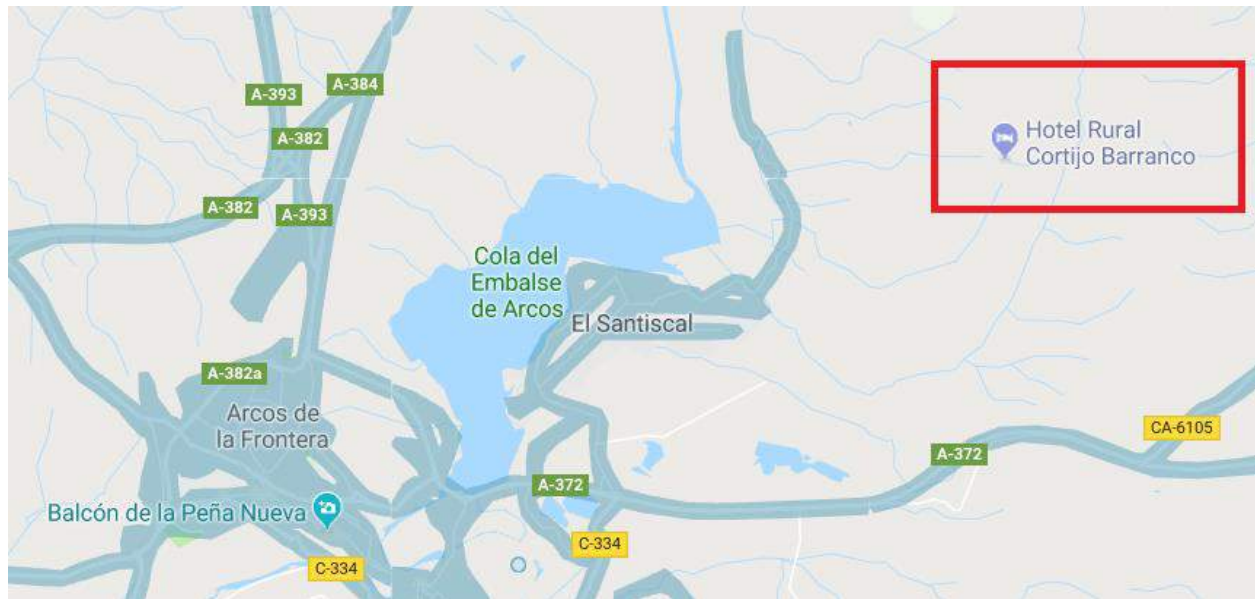 A-393
A-384
A-382
A-382
A-393
Hotel Rural
Cortijo Barranco
Cola del
Embalse
de Arcos
El Santiscal
A-382a
Arcos de
la Frontera
CA-6105
A-372
A-372
Balcón de la Peña Nueva
C-334
C-334